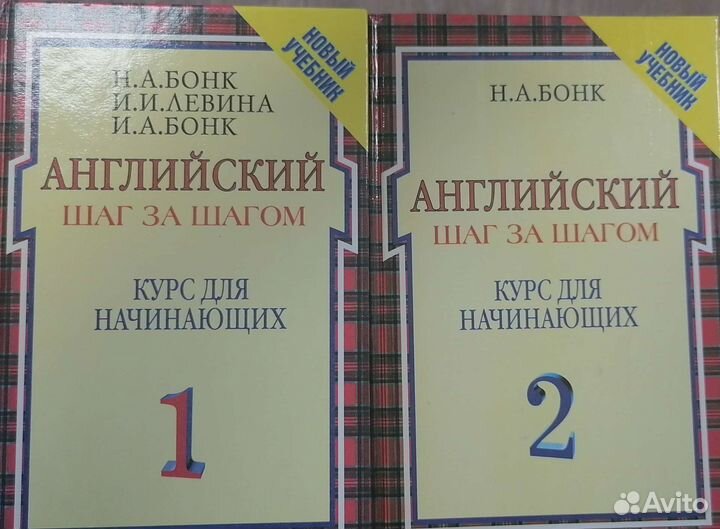 Н.А.БОНК
И.И.ЛЕВИНА
И.А.БОНК
АНГЛИЙСКИЙ
ШАГ ЗА ШАГОМ
КУРС ДЛЯ
НАЧИНАЮЩИХ
1
НОВЫЙ
УЧЕБНИК
Н.А.БОНК
АНГЛИЙСКИЙ
ШАГ ЗА ШАГОМ
КУРС ДЛЯ
НАЧИНАЮЩИХ
2
НОВЫЙ
УЧЕБНИК
Avito